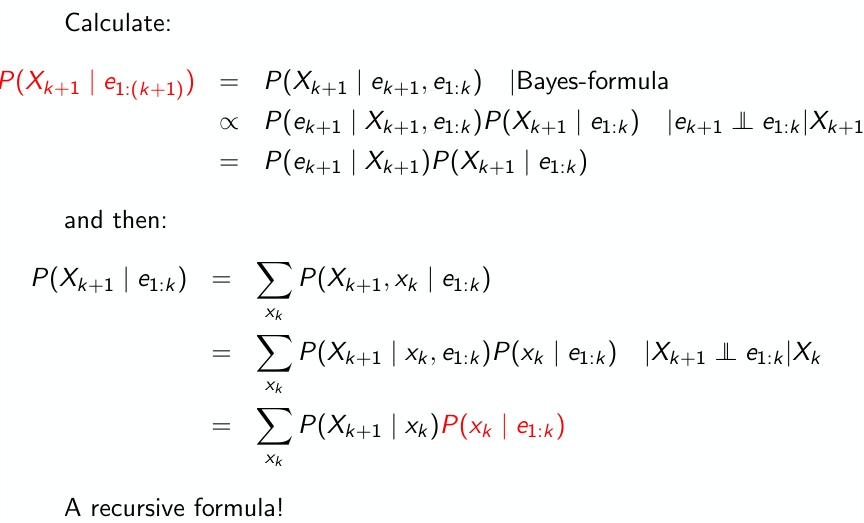 Calculate:
P(X_{k+1} | e_{1:(k+1)}) = P(X_{k+1} | e_{k+1}, e_{1:k}) |Bayes-formula
∝ P(e_{k+1} | X_{k+1}, e_{1:k})P(X_{k+1} | e_{1:k}) |e_{k+1} ⫫ e_{1:k}|X_{k+1}
= P(e_{k+1} | X_{k+1})P(X_{k+1} | e_{1:k})
and then:
P(X_{k+1} | e_{1:k}) = ∑_{x_k} P(X_{k+1}, x_k | e_{1:k})
= ∑_{x_k} P(X_{k+1} | x_k, e_{1:k})P(x_k | e_{1:k}) |X_{k+1} ⫫ e_{1:k}|X_k
= ∑_{x_k} P(X_{k+1} | x_k)P(x_k | e_{1:k})
A recursive formula!